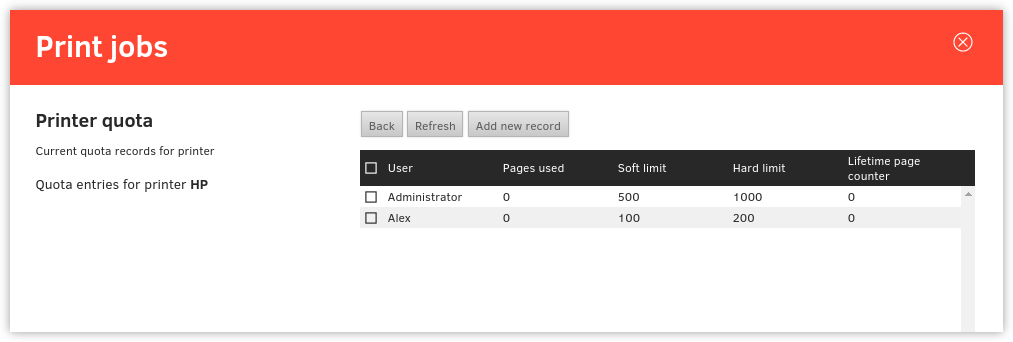 Print jobs
Printer quota
Current quota records for printer
Quota entries for printer HP
Back Refresh Add new record
User Pages used Soft limit Hard limit Lifetime page counter
Administrator 0 500 1000 0
Alex 0 100 200 0